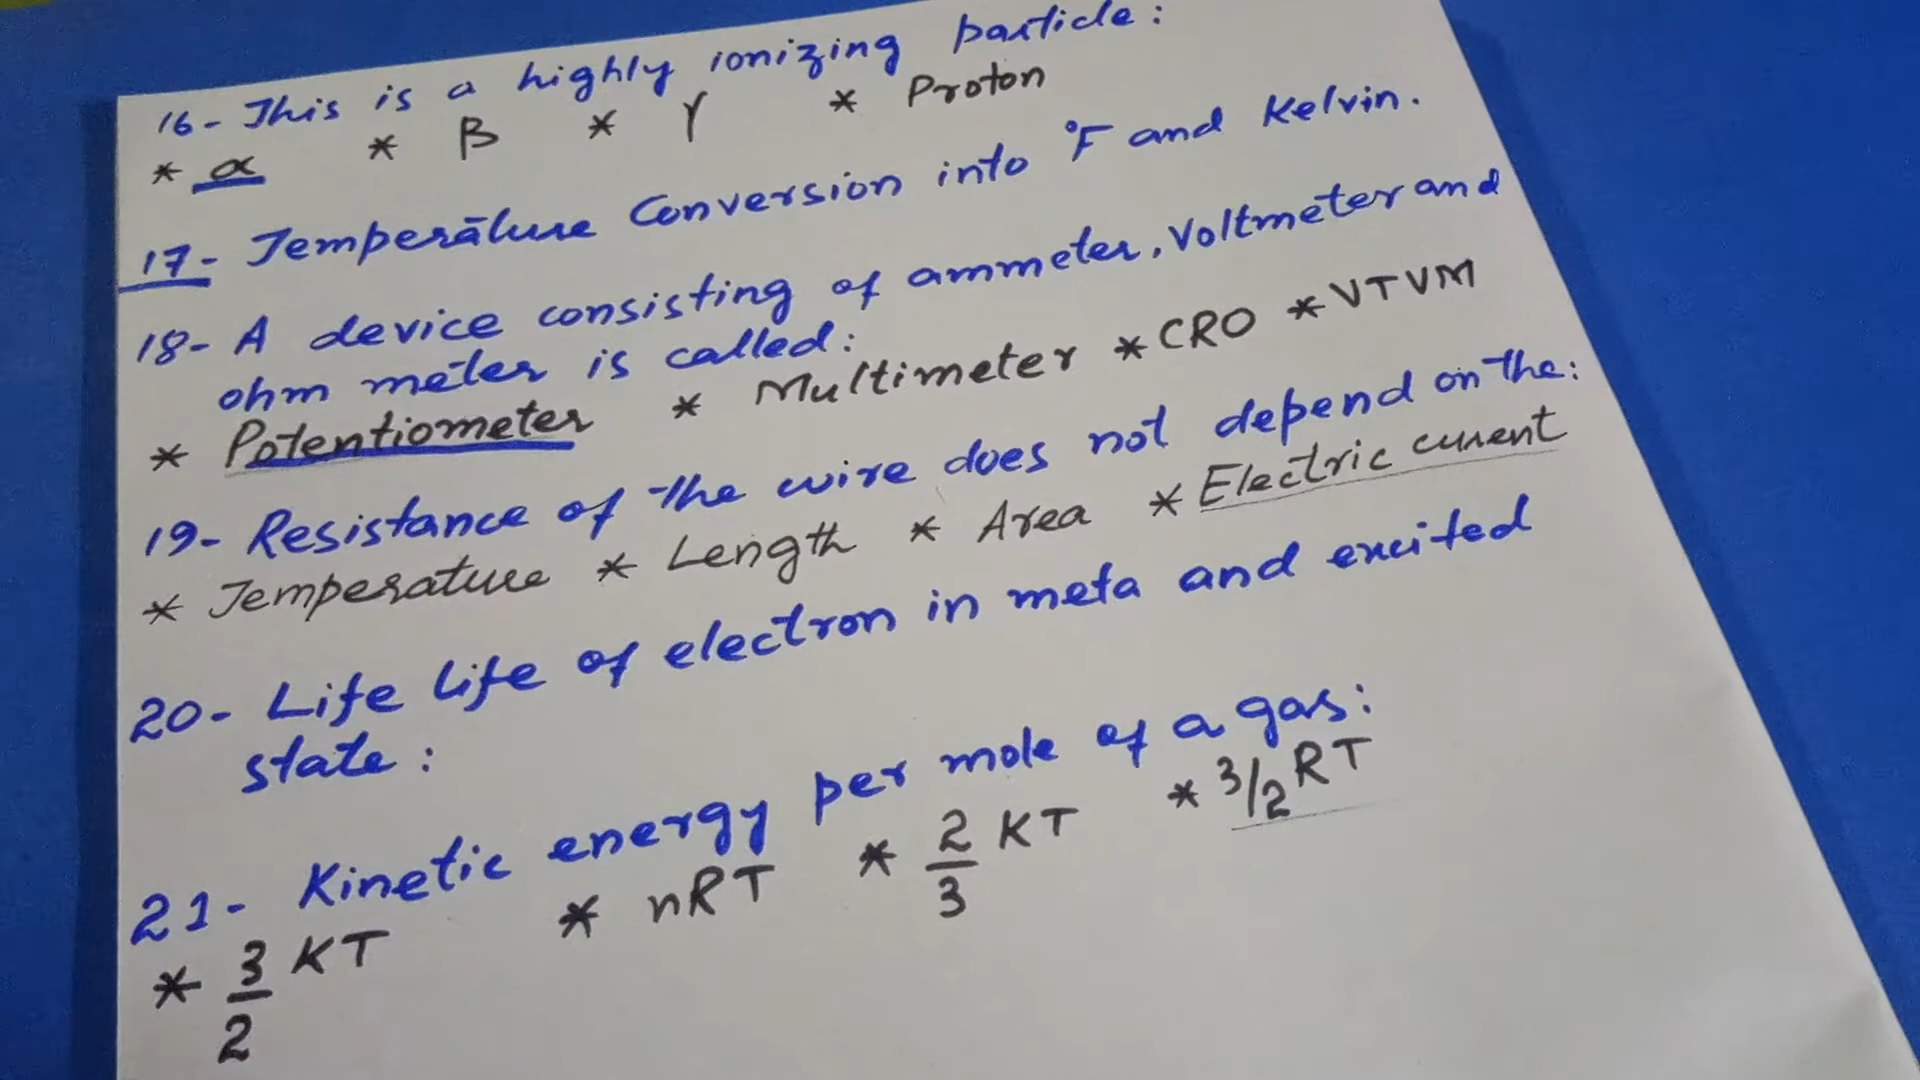 16- This is a highly ionizing particle:
* α * β * γ * Proton
17- Temperature Conversion into °F and Kelvin.
18- A device consisting of ammeter, Voltmeter and
ohm meter is called:
* Potentiometer * Multimeter * CRO * VTVM
19- Resistance of the wire does not depend on the:
* Temperature * Length * Area * Electric current
20- Life life of electron in meta and excited
state:
21- Kinetic energy per mole of a gas:
* 3/2 KT * nRT * 2/3 KT * 3/2 RT